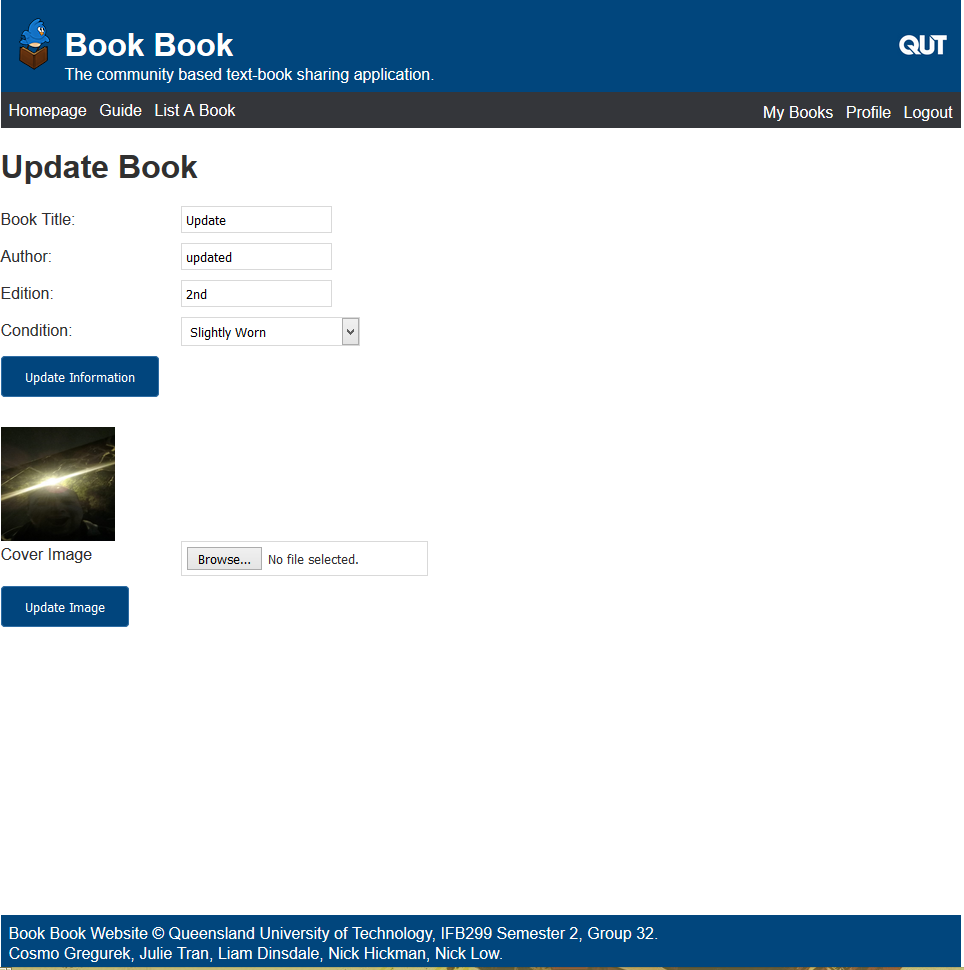 Book Book
QUT
The community based text-book sharing application.
Homepage Guide List A Book My Books Profile Logout
Update Book
Book Title: Update
Author: updated
Edition: 2nd
Condition: Slightly Worn
Update Information
Cover Image Browse... No file selected.
Update Image
Book Book Website © Queensland University of Technology, IFB299 Semester 2, Group 32.
Cosmo Gregurek, Julie Tran, Liam Dinsdale, Nick Hickman, Nick Low.